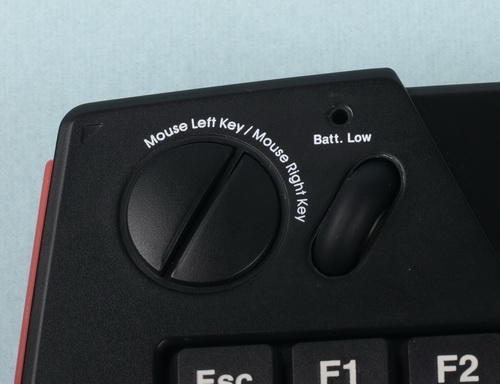 Mouse Left Key / Mouse Right Key
Batt. Low
Esc
F1
F2